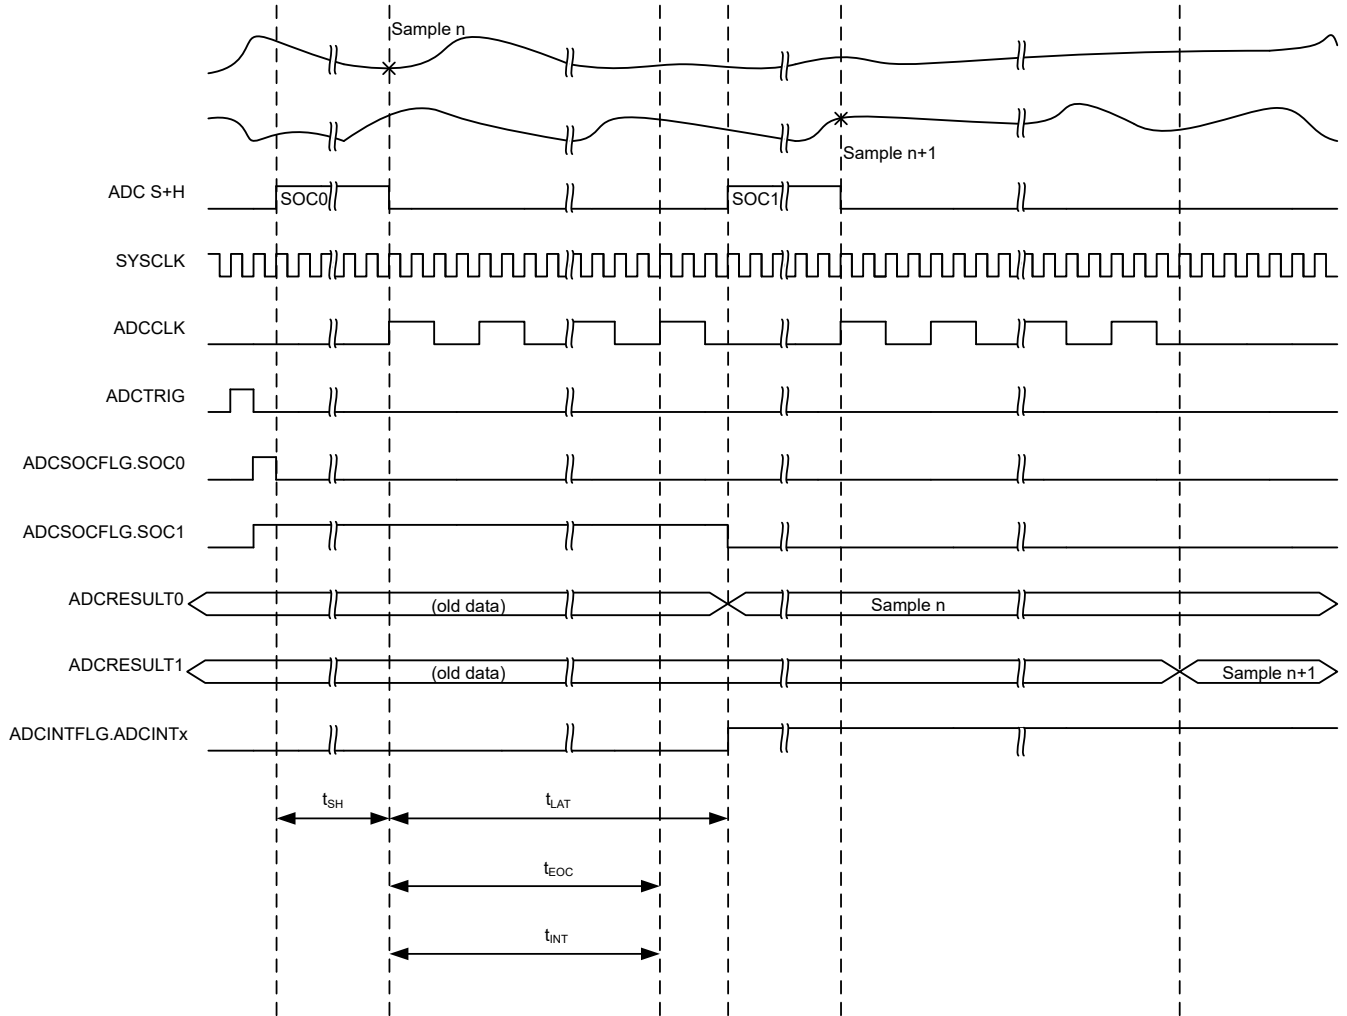 Sample n
Sample n+1
ADC S+H
SOC0
SOC1
SYSCLK
ADCCLK
ADCTRIG
ADCSOCFLG.SOC0
ADCSOCFLG.SOC1
ADCRESULT0
(old data)
Sample n
ADCRESULT1
(old data)
Sample n+1
ADCINTFLG.ADCINTx
tSH
tLAT
tEOC
tINT